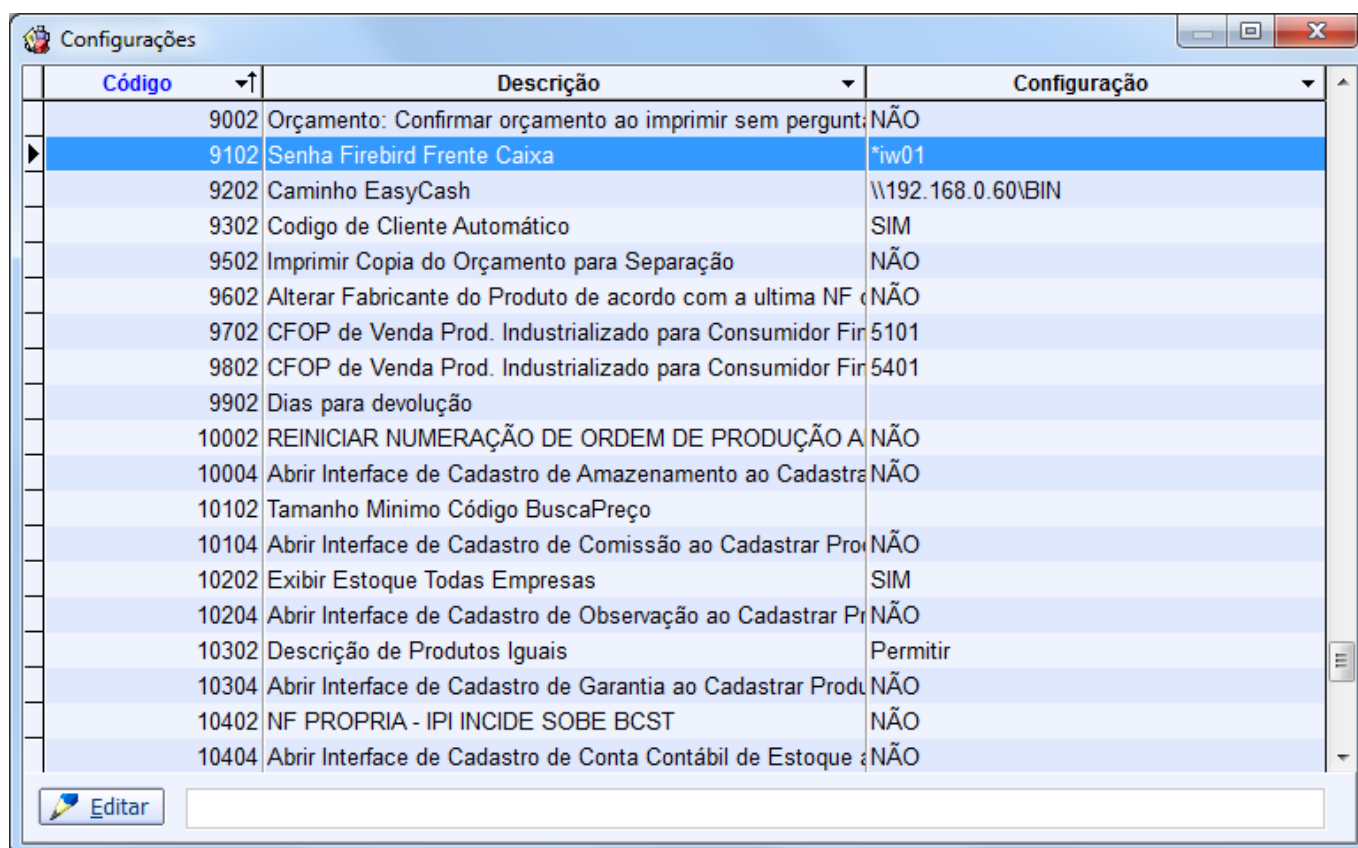 Configurações
Código Descrição Configuração
9002 Orçamento: Confirmar orçamento ao imprimir sem pergunt NÃO
9102 Senha Firebird Frente Caixa *iw01
9202 Caminho EasyCash \\192.168.0.60\BIN
9302 Codigo de Cliente Automático SIM
9502 Imprimir Copia do Orçamento para Separação NÃO
9602 Alterar Fabricante do Produto de acordo com a ultima NF NÃO
9702 CFOP de Venda Prod. Industrializado para Consumidor Fin 5101
9802 CFOP de Venda Prod. Industrializado para Consumidor Fin 5401
9902 Dias para devolução
10002 REINICIAR NUMERAÇÃO DE ORDEM DE PRODUÇÃO A NÃO
10004 Abrir Interface de Cadastro de Amazenamento ao Cadastra NÃO
10102 Tamanho Minimo Código BuscaPreço
10104 Abrir Interface de Cadastro de Comissão ao Cadastrar Pro NÃO
10202 Exibir Estoque Todas Empresas SIM
10204 Abrir Interface de Cadastro de Observação ao Cadastrar Pr NÃO
10302 Descrição de Produtos Iguais Permitir
10304 Abrir Interface de Cadastro de Garantia ao Cadastrar Produ NÃO
10402 NF PROPRIA - IPI INCIDE SOBE BCST NÃO
10404 Abrir Interface de Cadastro de Conta Contábil de Estoque a NÃO
Editar